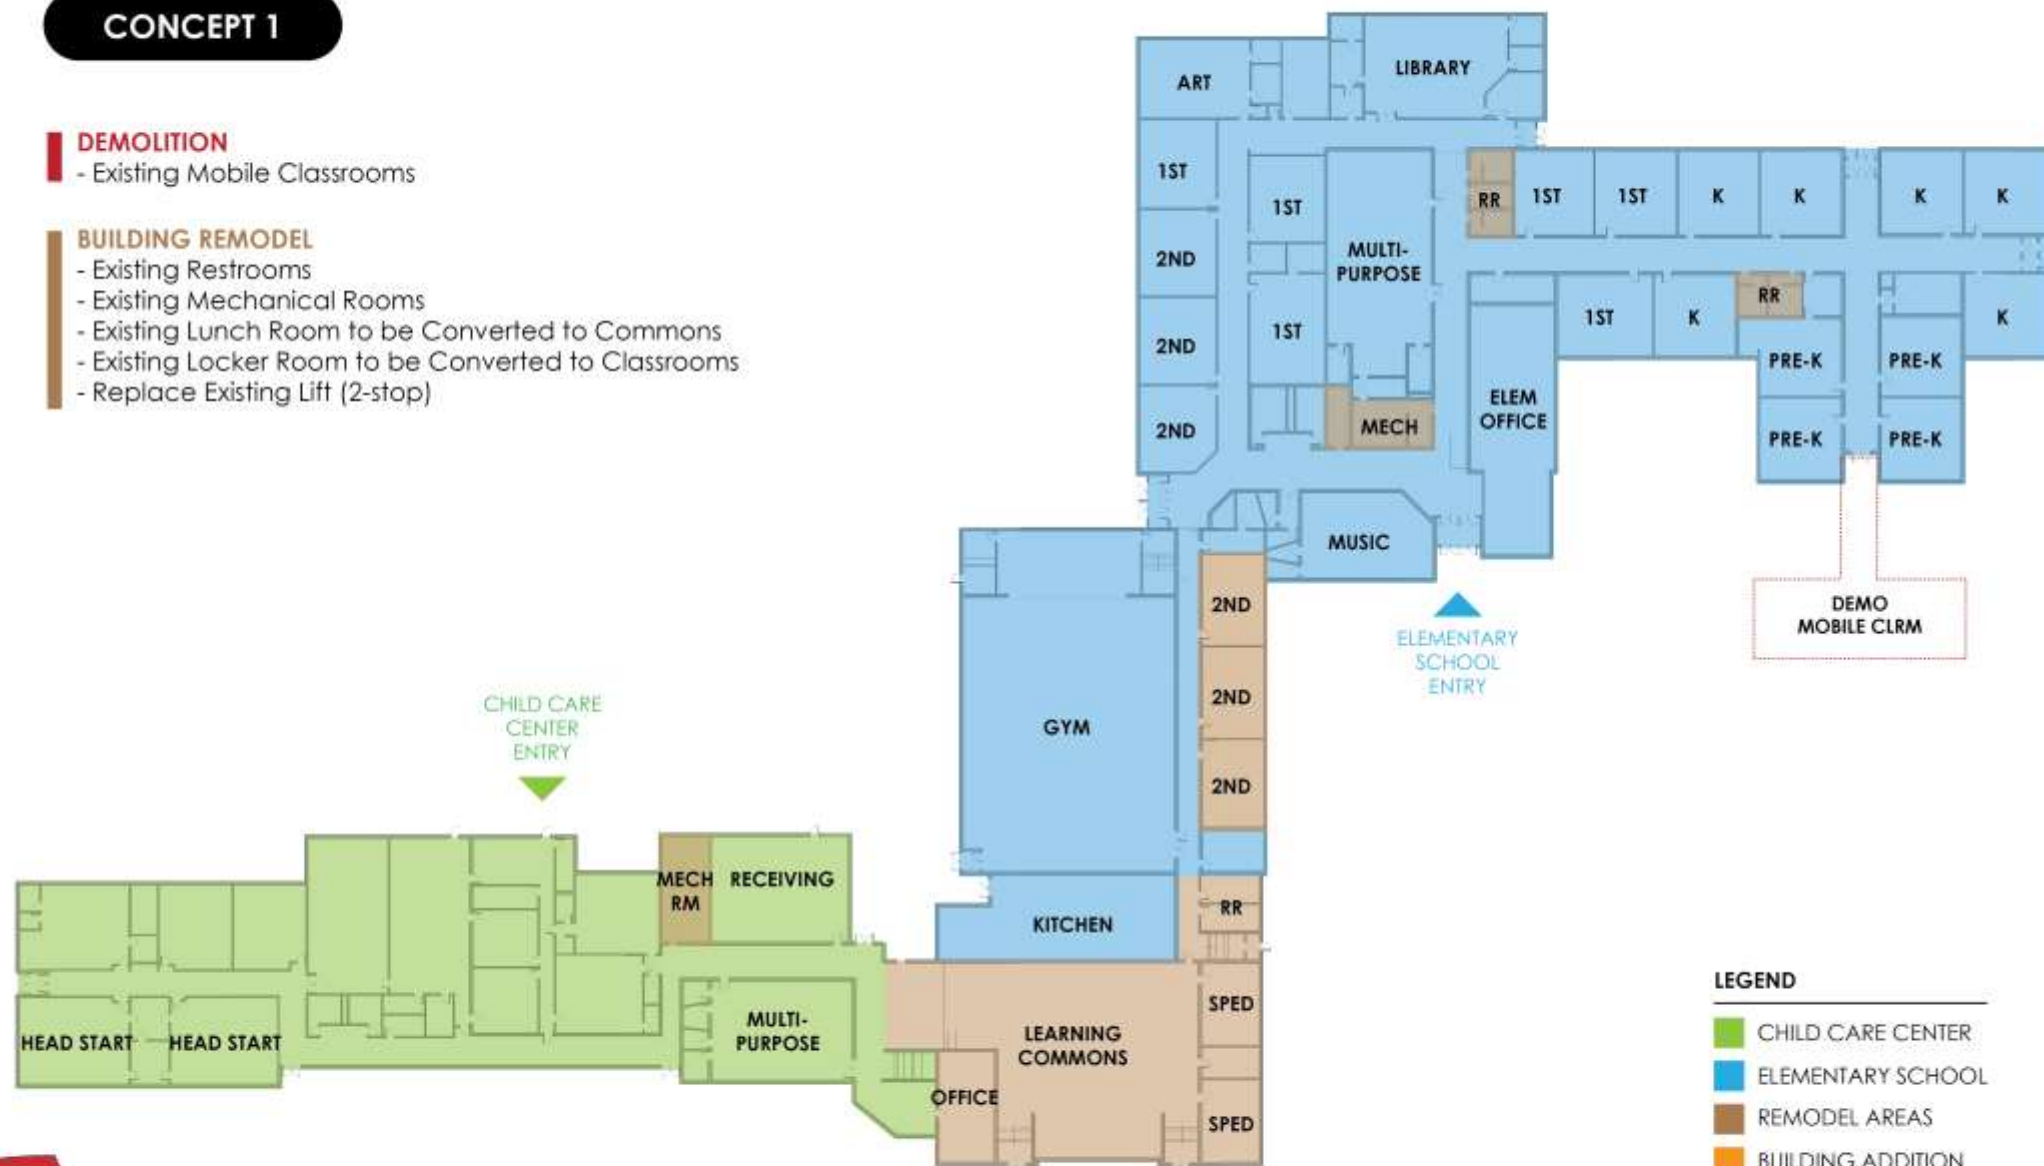 CONCEPT 1
DEMOLITION
- Existing Mobile Classrooms
BUILDING REMODEL
- Existing Restrooms
- Existing Mechanical Rooms
- Existing Lunch Room to be Converted to Commons
- Existing Locker Room to be Converted to Classrooms
- Replace Existing Lift (2-stop)
ART
LIBRARY
1ST
1ST
2ND
2ND
1ST
2ND
MULTI-
PURPOSE
MECH
RR
1ST
1ST
K
K
K
K
1ST
K
RR
K
PRE-K
PRE-K
PRE-K
PRE-K
ELEM
OFFICE
MUSIC
DEMO
MOBILE CLRM
ELEMENTARY
SCHOOL
ENTRY
2ND
2ND
2ND
GYM
KITCHEN
RR
CHILD CARE
CENTER
ENTRY
MECH
RM
RECEIVING
HEAD START
HEAD START
MULTI-
PURPOSE
LEARNING
COMMONS
OFFICE
SPED
SPED
LEGEND
CHILD CARE CENTER
ELEMENTARY SCHOOL
REMODEL AREAS
BUILDING ADDITION